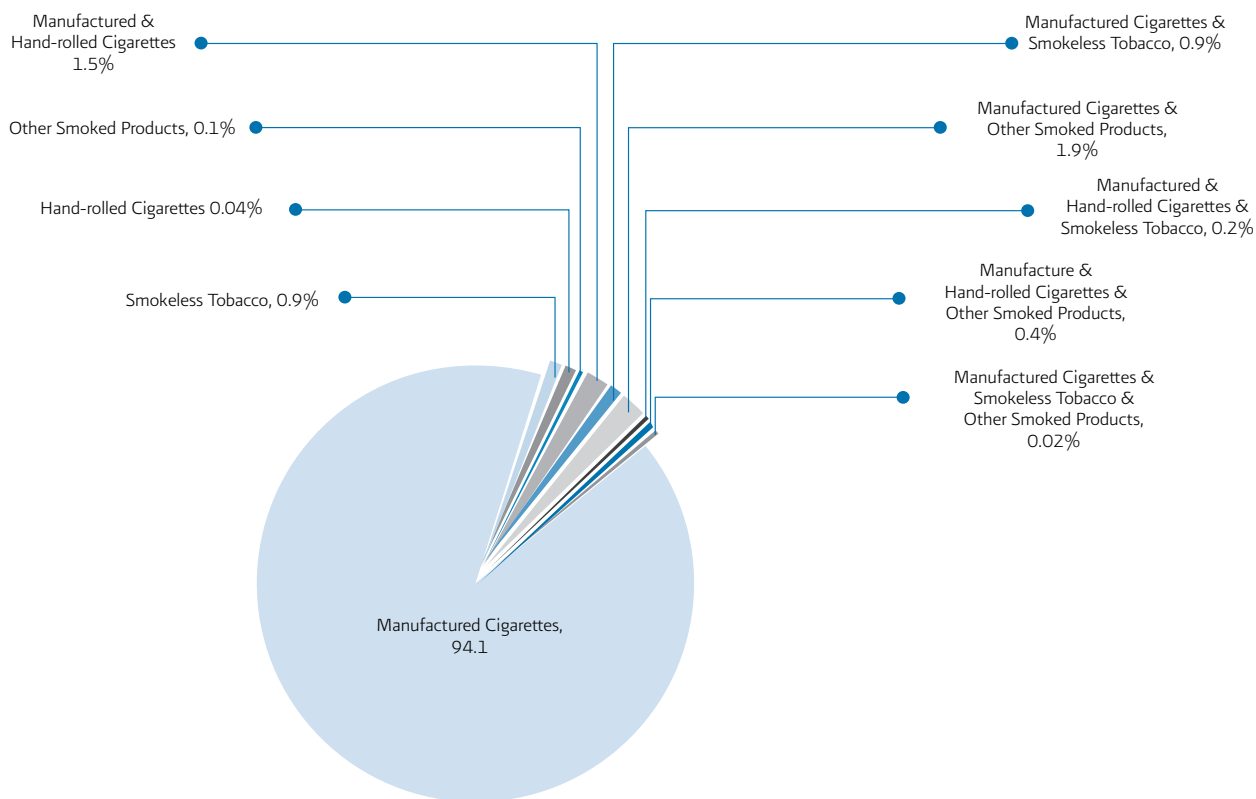 Manufactured &
Hand-rolled Cigarettes
1.5%
Other Smoked Products, 0.1%
Hand-rolled Cigarettes 0.04%
Smokeless Tobacco, 0.9%
Manufactured Cigarettes &
Smokeless Tobacco, 0.9%
Manufactured Cigarettes &
Other Smoked Products,
1.9%
Manufactured &
Hand-rolled Cigarettes &
Smokeless Tobacco, 0.2%
Manufacture &
Hand-rolled Cigarettes &
Other Smoked Products,
0.4%
Manufactured Cigarettes &
Smokeless Tobacco &
Other Smoked Products,
0.02%
Manufactured Cigarettes,
94.1